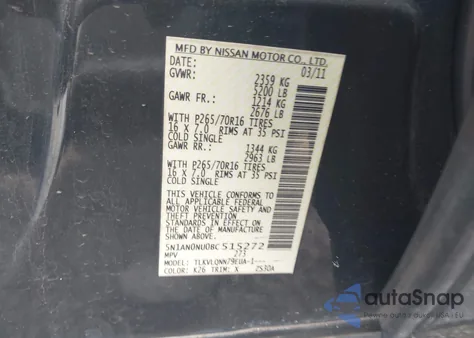 MFD BY NISSAN MOTOR CO., LTD.
DATE: 03/11
GVWR: 2359 KG
5200 LB
GAWR FR.: 1214 KG
2676 LB
WITH P265/70R16 TIRES
16 X 7.0 RIMS AT 35 PSI
COLD SINGLE
GAWR RR.: 1344 KG
2963 LB
WITH P265/70R16 TIRES
16 X 7.0 RIMS AT 35 PSI
COLD SINGLE
THIS VEHICLE CONFORMS TO
ALL APPLICABLE FEDERAL
MOTOR VEHICLE SAFETY
STANDARDS IN EFFECT ON
THE DATE OF MANUFACTURE
SHOWN ABOVE.
5N1AN0NU0BC515272
MPV 273
MODEL:
COLOR: K26 TRIM: X
autaSnap